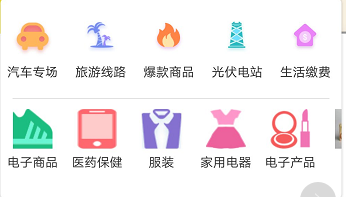 汽车专场 旅游线路 爆款商品 光伏电站 生活缴费
电子商品 医药保健 服装 家用电器 电子产品